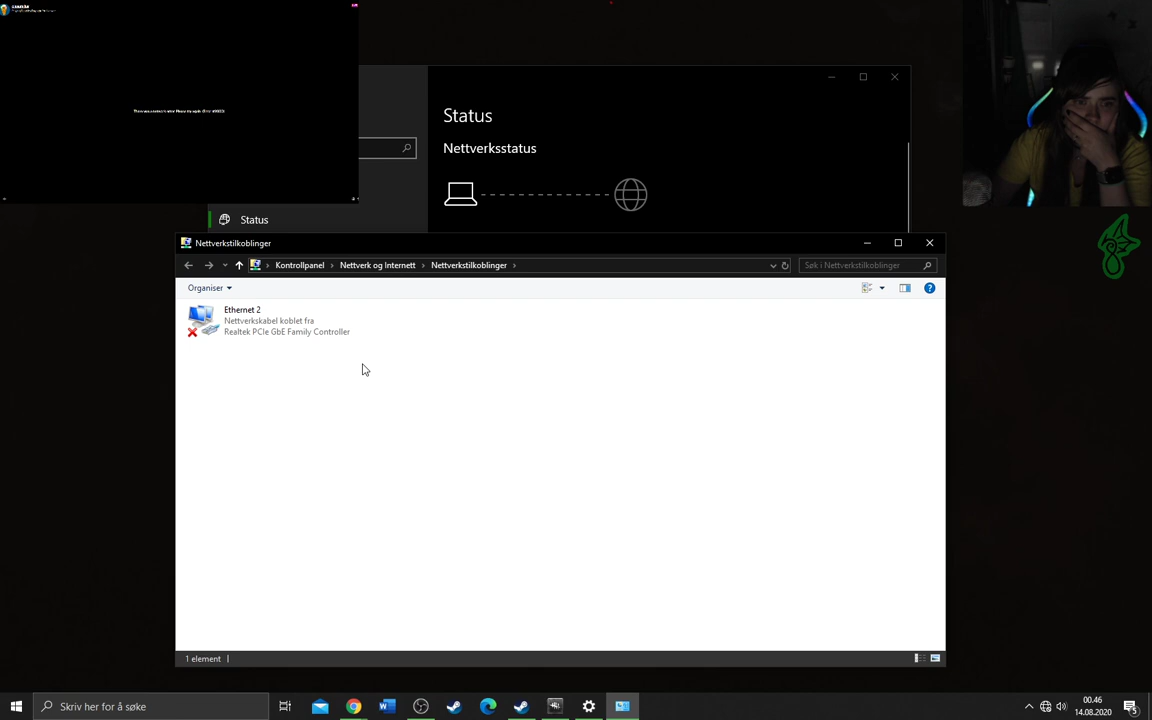 Status
Nettverksstatus
Status
Nettverkstilkoblinger
Kontrollpanel > Nettverk og Internett > Nettverkstilkoblinger >
Søk i Nettverkstilkoblinger
Organiser
Ethernet 2
Nettverkskabel koblet fra
Realtek PCIe GbE Family Controller
1 element
Skriv her for å søke
00.46
14.08.2020
5